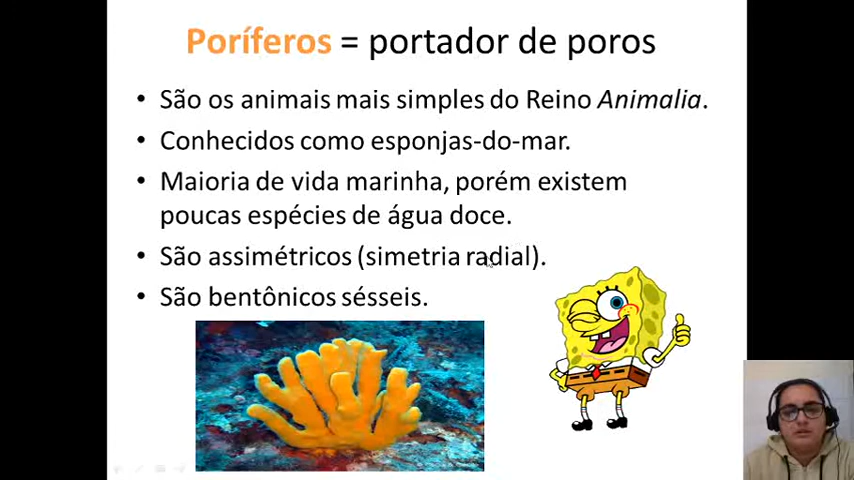 Poríferos = portador de poros
• São os animais mais simples do Reino Animalia.
• Conhecidos como esponjas-do-mar.
• Maioria de vida marinha, porém existem
poucas espécies de água doce.
• São assimétricos (simetria radial).
• São bentônicos sésseis.